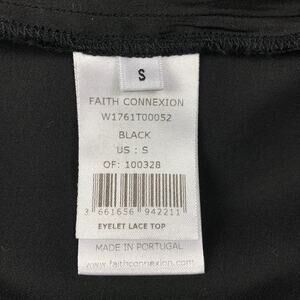 S
FAITH CONNEXION
W1761T00052
BLACK
US : S
OF: 100328
3 661656 942211
EYELET LACE TOP
MADE IN PORTUGAL
www.faithconnexion.com